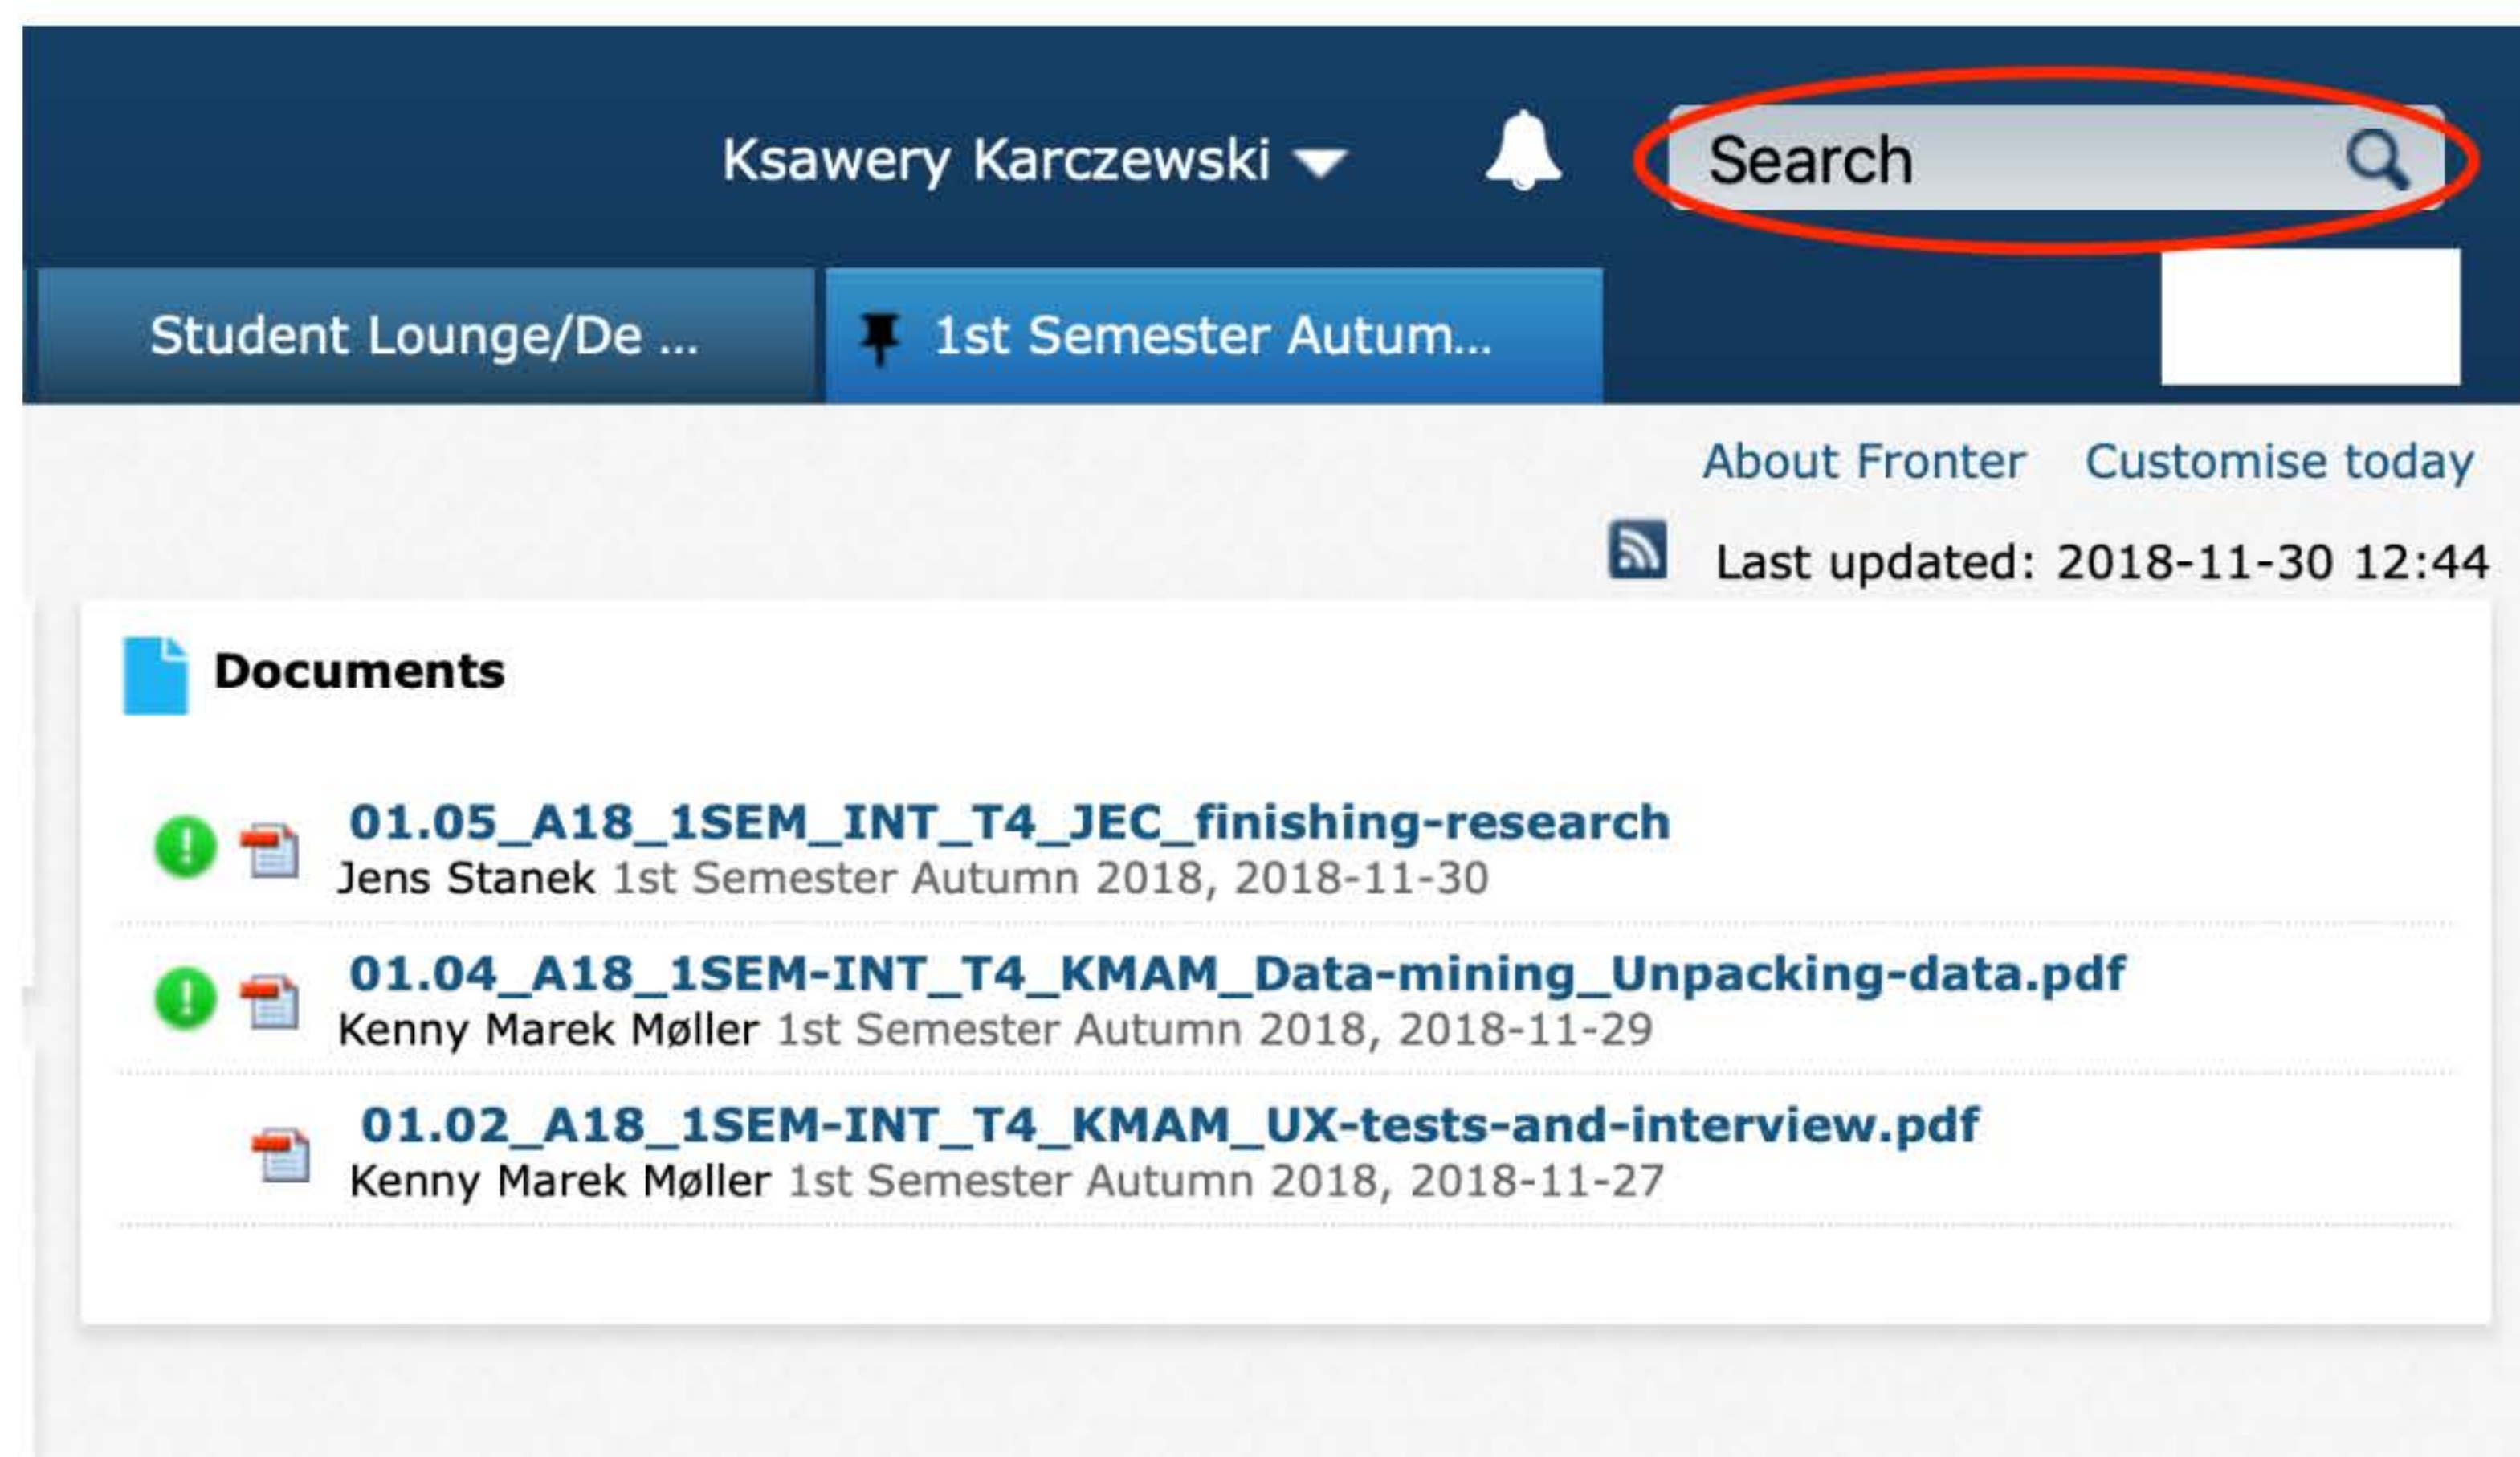 Ksawery Karczewski
Search
Student Lounge/De ...
1st Semester Autum...
About Fronter Customise today
Last updated: 2018-11-30 12:44
Documents
01.05_A18_1SEM_INT_T4_JEC_finishing-research
Jens Stanek 1st Semester Autumn 2018, 2018-11-30
01.04_A18_1SEM-INT_T4_KMAM_Data-mining_Unpacking-data.pdf
Kenny Marek Møller 1st Semester Autumn 2018, 2018-11-29
01.02_A18_1SEM-INT_T4_KMAM_UX-tests-and-interview.pdf
Kenny Marek Møller 1st Semester Autumn 2018, 2018-11-27